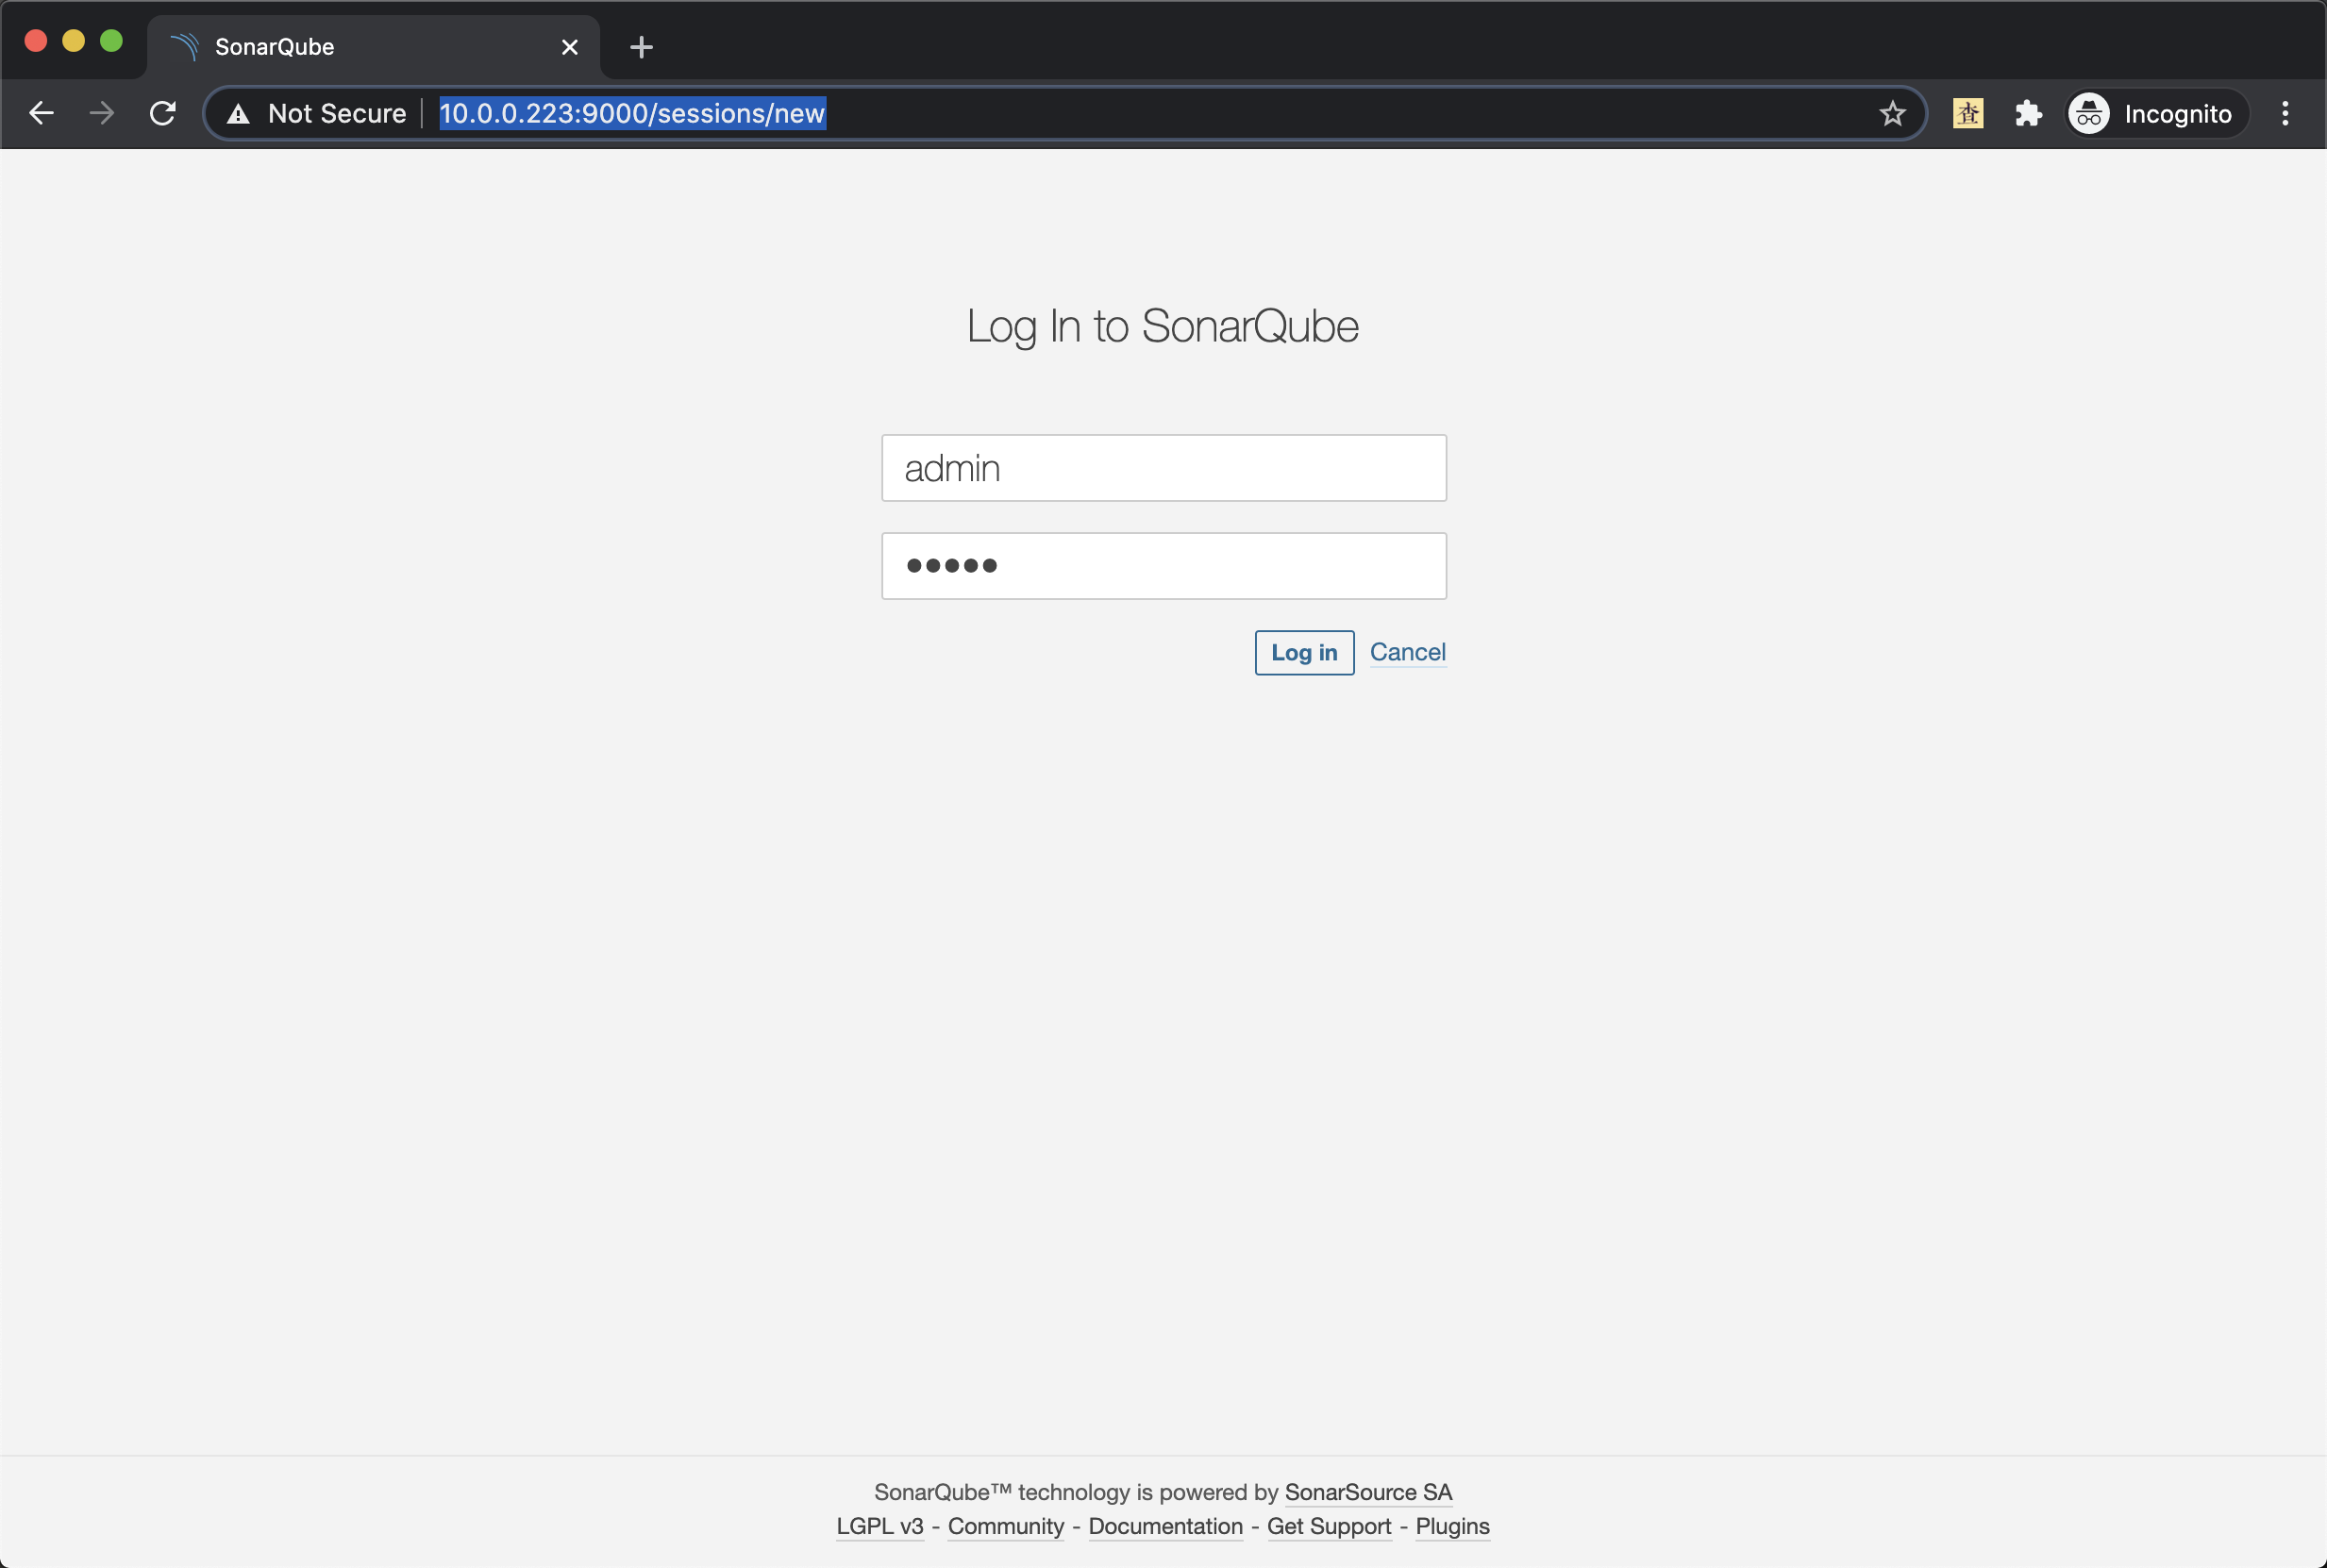 SonarQube
Not Secure 10.0.0.223:9000/sessions/new 查 Incognito
Log In to SonarQube
admin
•••••
Log in Cancel
SonarQube™ technology is powered by SonarSource SA
LGPL v3 - Community - Documentation - Get Support - Plugins